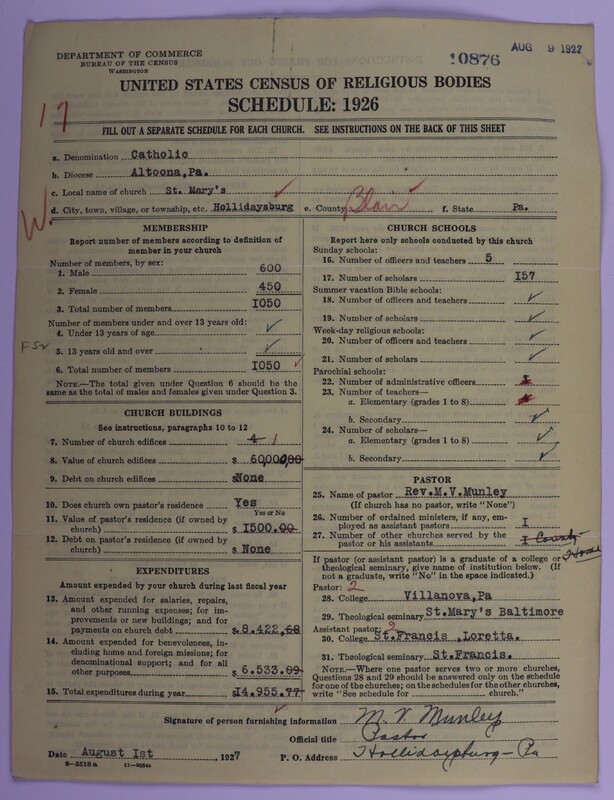 DEPARTMENT OF COMMERCE
BUREAU OF THE CENSUS
WASHINGTON
10876
AUG 9 1927
UNITED STATES CENSUS OF RELIGIOUS BODIES
SCHEDULE: 1926
17
FILL OUT A SEPARATE SCHEDULE FOR EACH CHURCH. SEE INSTRUCTIONS ON THE BACK OF THIS SHEET
a. Denomination Catholic
b. Diocese Altoona,Pa.
c. Local name of church St. Mary's
d. City, town, village, or township, etc. Hollidaysburg e. County Blair f. State Pa.
W.
MEMBERSHIP
Report number of members according to definition of
member in your church
Number of members, by sex:
1. Male 600
2. Female 450
3. Total number of members I050
Number of members under and over 13 years old:
4. Under 13 years of age ✓
5. 13 years old and over ✓
6. Total number of members I050
NOTE.—The total given under Question 6 should be
same as the total of males and females given under Question 3.
CHURCH BUILDINGS
See instructions, paragraphs 10 to 12
7. Number of church edifices 4 1
8. Value of church edifices $ 60,000
9. Debt on church edifices $None
10. Does church own pastor's residence Yes
Yes or No
11. Value of pastor's residence (if owned by
church) $ I500.00
12. Debt on pastor's residence (if owned by
church) $ None
EXPENDITURES
Amount expended by your church during last fiscal year
13. Amount expended for salaries, repairs,
and other running expenses; for im-
provements or new buildings; and for
payments on church debt $8.422,68
14. Amount expended for benevolences, in-
cluding home and foreign missions; for
denominational support; and for all
other purposes $6.533.09
15. Total expenditures during year $I4.955.77
CHURCH SCHOOLS
Report here only schools conducted by this church
Sunday schools:
16. Number of officers and teachers 5
17. Number of scholars I57
Summer vacation Bible schools:
18. Number of officers and teachers ✓
19. Number of scholars ✓
Week-day religious schools:
20. Number of officers and teachers ✓
21. Number of scholars ✓
Parochial schools:
22. Number of administrative officers
23. Number of teachers—
a. Elementary (grades 1 to 8)
b. Secondary ✓
24. Number of scholars—
a. Elementary (grades 1 to 8) ✓
b. Secondary ✓
PASTOR
25. Name of pastor Rev.M.V.Munley
(If church has no pastor, write "None")
26. Number of ordained ministers, if any, em-
ployed as assistant pastors I
27. Number of other churches served by the
pastor or his assistants I County Home
If pastor (or assistant pastor) is a graduate of a college or
theological seminary, give name of institution below. (If
not a graduate, write "No" in the space indicated.)
Pastor: 2
28. College Villanova,Pa
29. Theological seminary St.Mary's Baltimore
Assistant pastor: 2
30. College St.Francis ,Loretta.
31. Theological seminary St.Francis.
NOTE.—Where one pastor serves two or more churches,
Questions 28 and 29 should be answered only on the schedule
for one of the churches; on the schedules for the other churches,
write "See schedule for church."
Signature of person furnishing information M. V. Munley
Official title Pastor
Date August Ist , 1927 P. O. Address Hollidaysburg - Pa
8-5518a 11-9554a